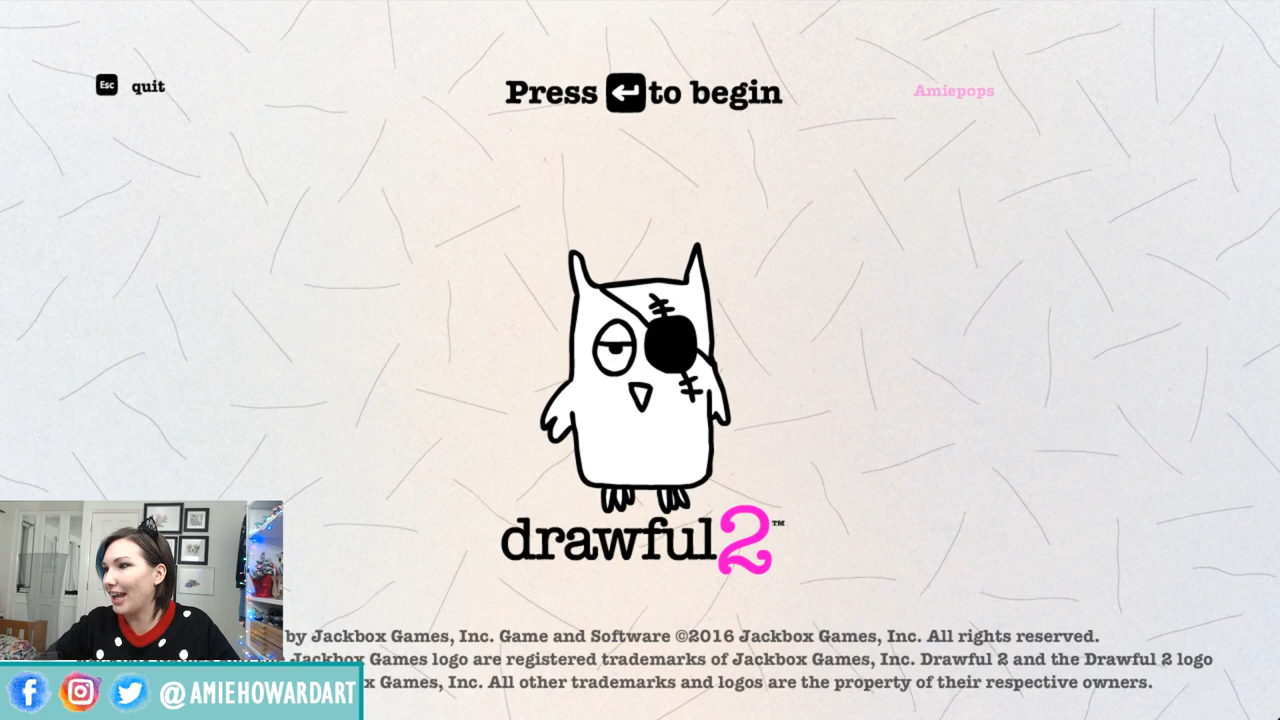 Esc quit
Press to begin
Amiepops
drawful 2™
by Jackbox Games, Inc. Game and Software ©2016 Jackbox Games, Inc. All rights reserved.
Jackbox Games logo are registered trademarks of Jackbox Games, Inc. Drawful 2 and the Drawful 2 logo
x Games, Inc. All other trademarks and logos are the property of their respective owners.
@AMIEHOWARDART